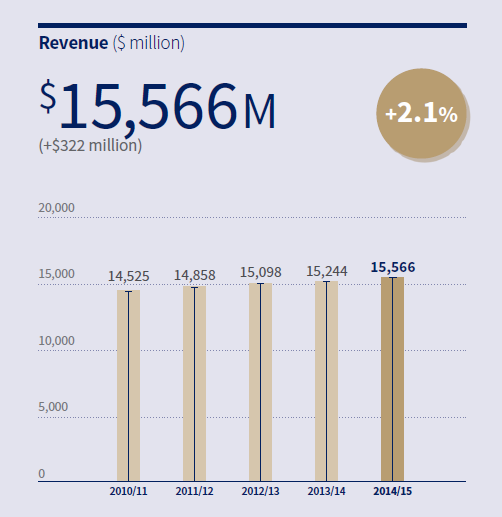 Revenue ($ million)
$15,566M
+2.1%
(+$322 million)
20,000
15,000
10,000
5,000
0
14,525 14,858 15,098 15,244 15,566
2010/11 2011/12 2012/13 2013/14 2014/15